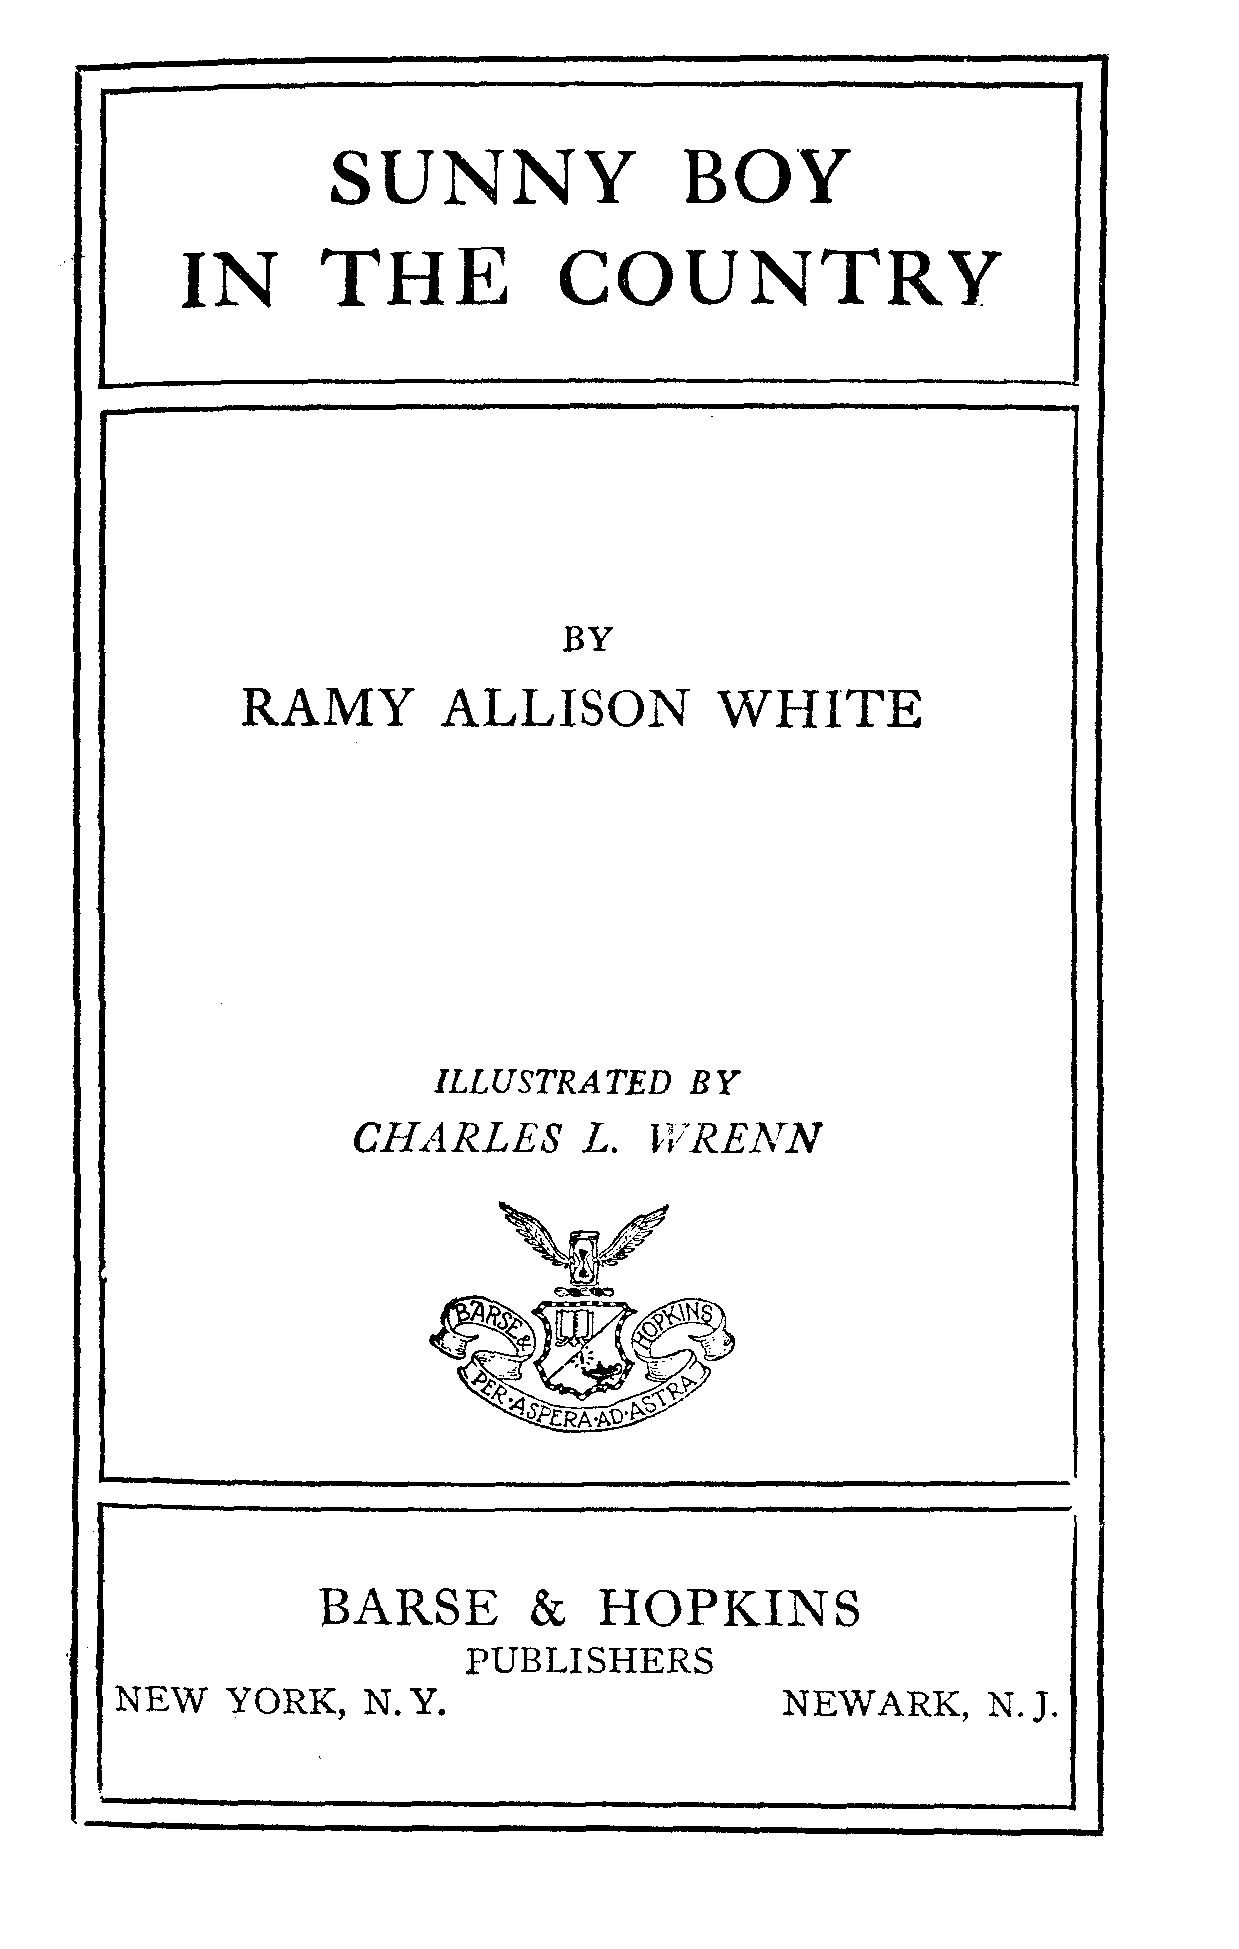 SUNNY BOY
IN THE COUNTRY
BY
RAMY ALLISON WHITE
ILLUSTRATED BY
CHARLES L. WRENN
BARSE &
HOPKINS
PER·ASPERA·AD·ASTRA
BARSE & HOPKINS
PUBLISHERS
NEW YORK, N. Y.
NEWARK, N. J.